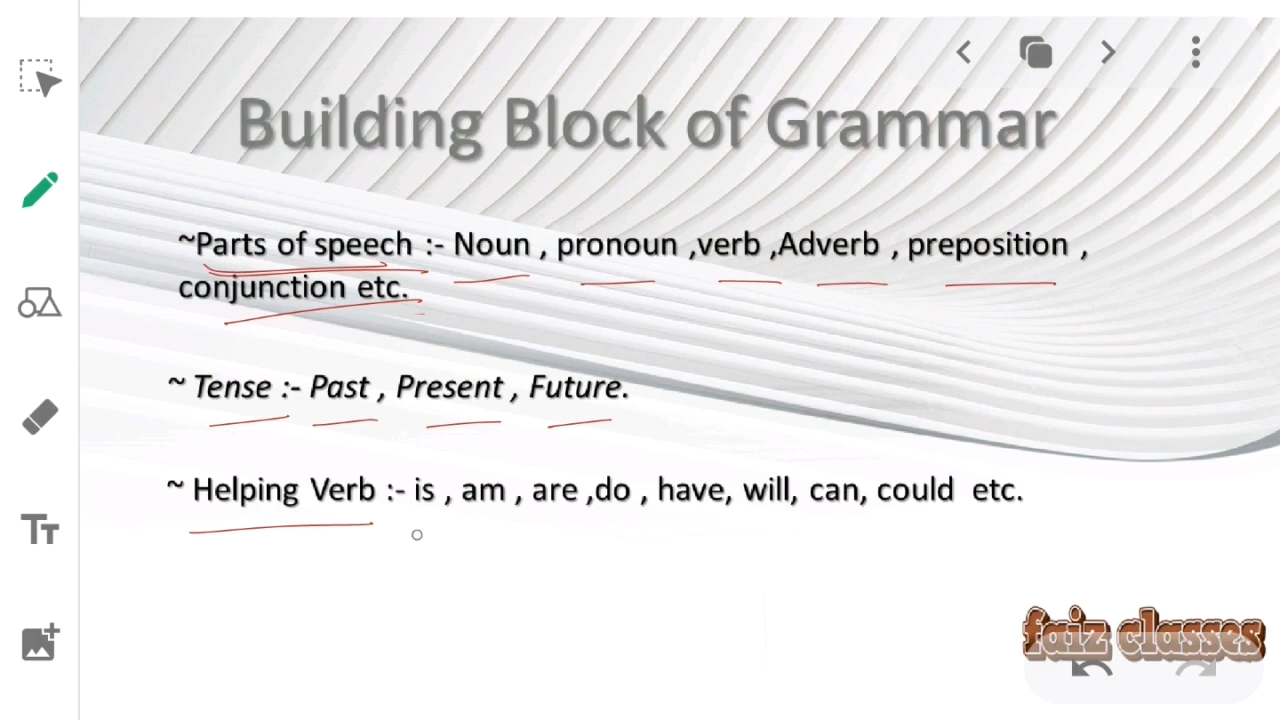 Building Block of Grammar
~Parts of speech :- Noun , pronoun ,verb ,Adverb , preposition ,
conjunction etc.
~ Tense :- Past , Present , Future.
~ Helping Verb :- is , am , are ,do , have, will, can, could etc.
faiz classes
TT